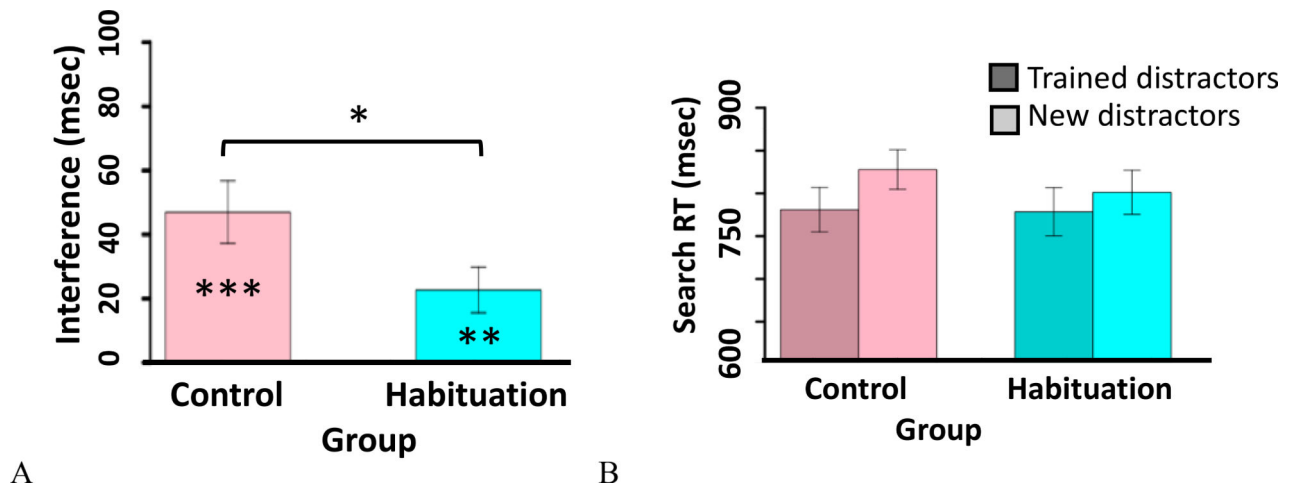 Interference (msec)
100
80
60
40
20
0
*
***
**
Control
Habituation
Group
A
Trained distractors
New distractors
Search RT (msec)
900
750
600
Control
Habituation
Group
B